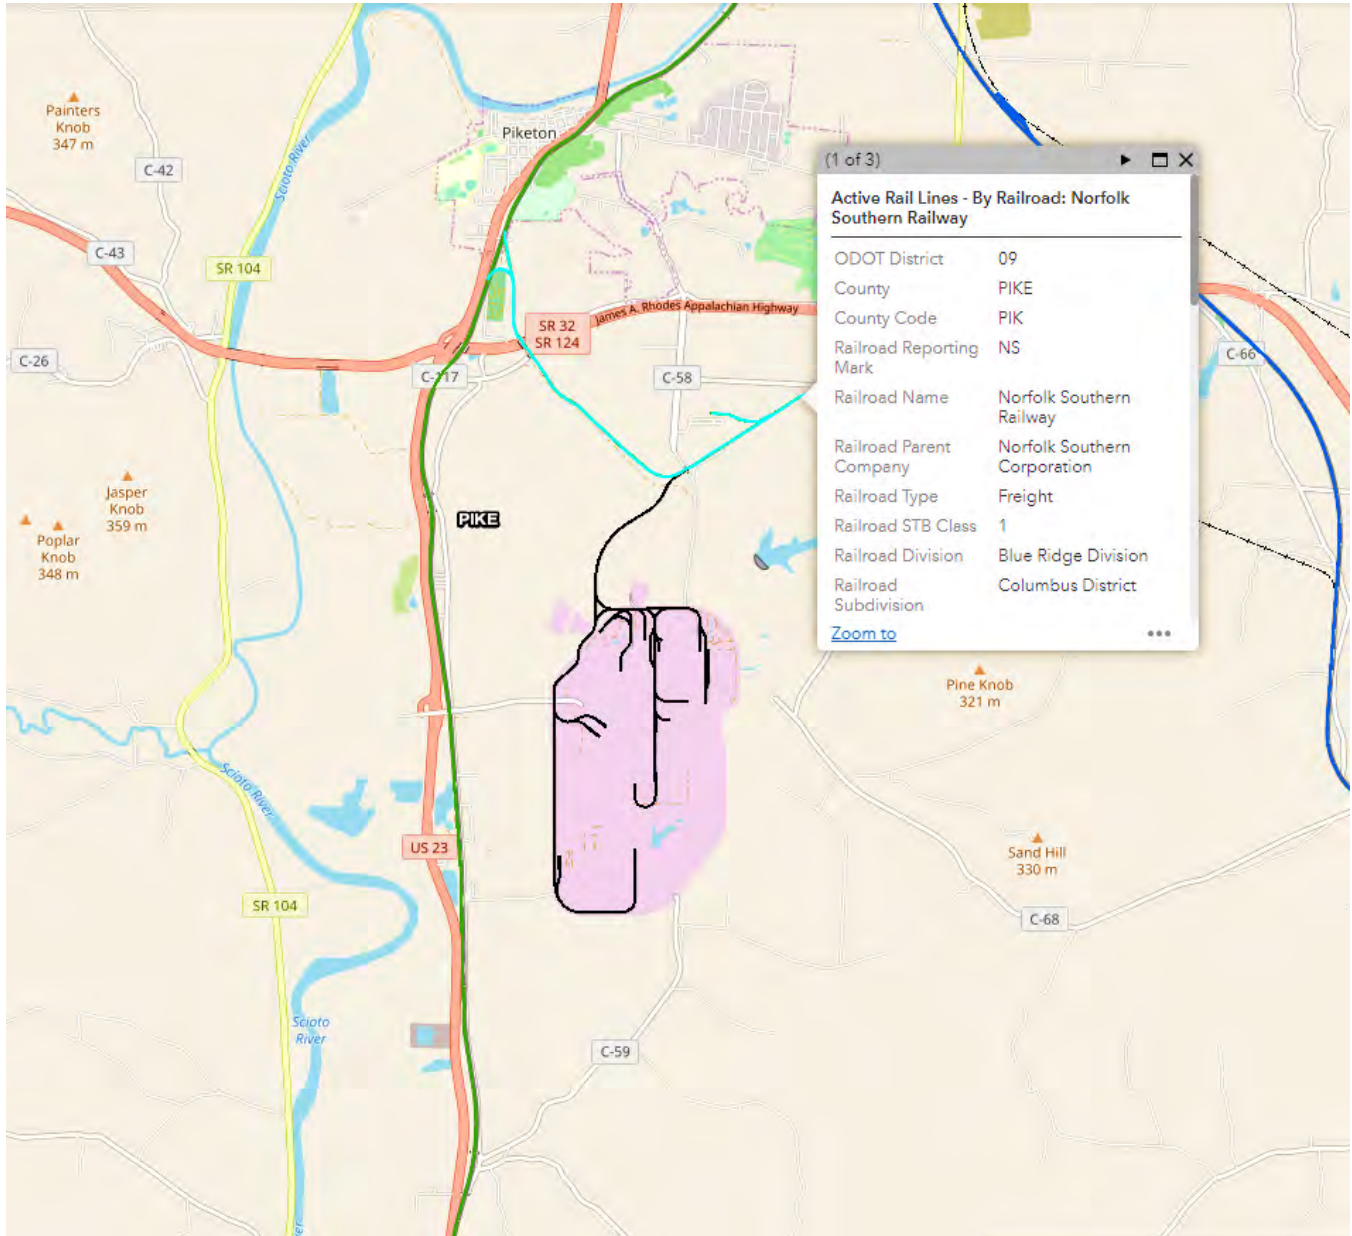 Painters
Knob
347 m
Piketon
Scioto River
C-42
C-43
SR 104
C-26
James A. Rhodes Appalachian Highway
SR 32
SR 124
C-117
C-58
C-66
(1 of 3)
Active Rail Lines - By Railroad: Norfolk
Southern Railway
ODOT District 09
County PIKE
County Code PIK
Railroad Reporting NS
Mark
Railroad Name Norfolk Southern
Railway
Railroad Parent Norfolk Southern
Company Corporation
Railroad Type Freight
Railroad STB Class 1
Railroad Division Blue Ridge Division
Railroad Columbus District
Subdivision
Zoom to
Jasper
Knob
359 m
Poplar
Knob
348 m
PIKE
Pine Knob
321 m
Scioto River
US 23
Sand Hill
330 m
SR 104
C-68
Scioto
River
C-59